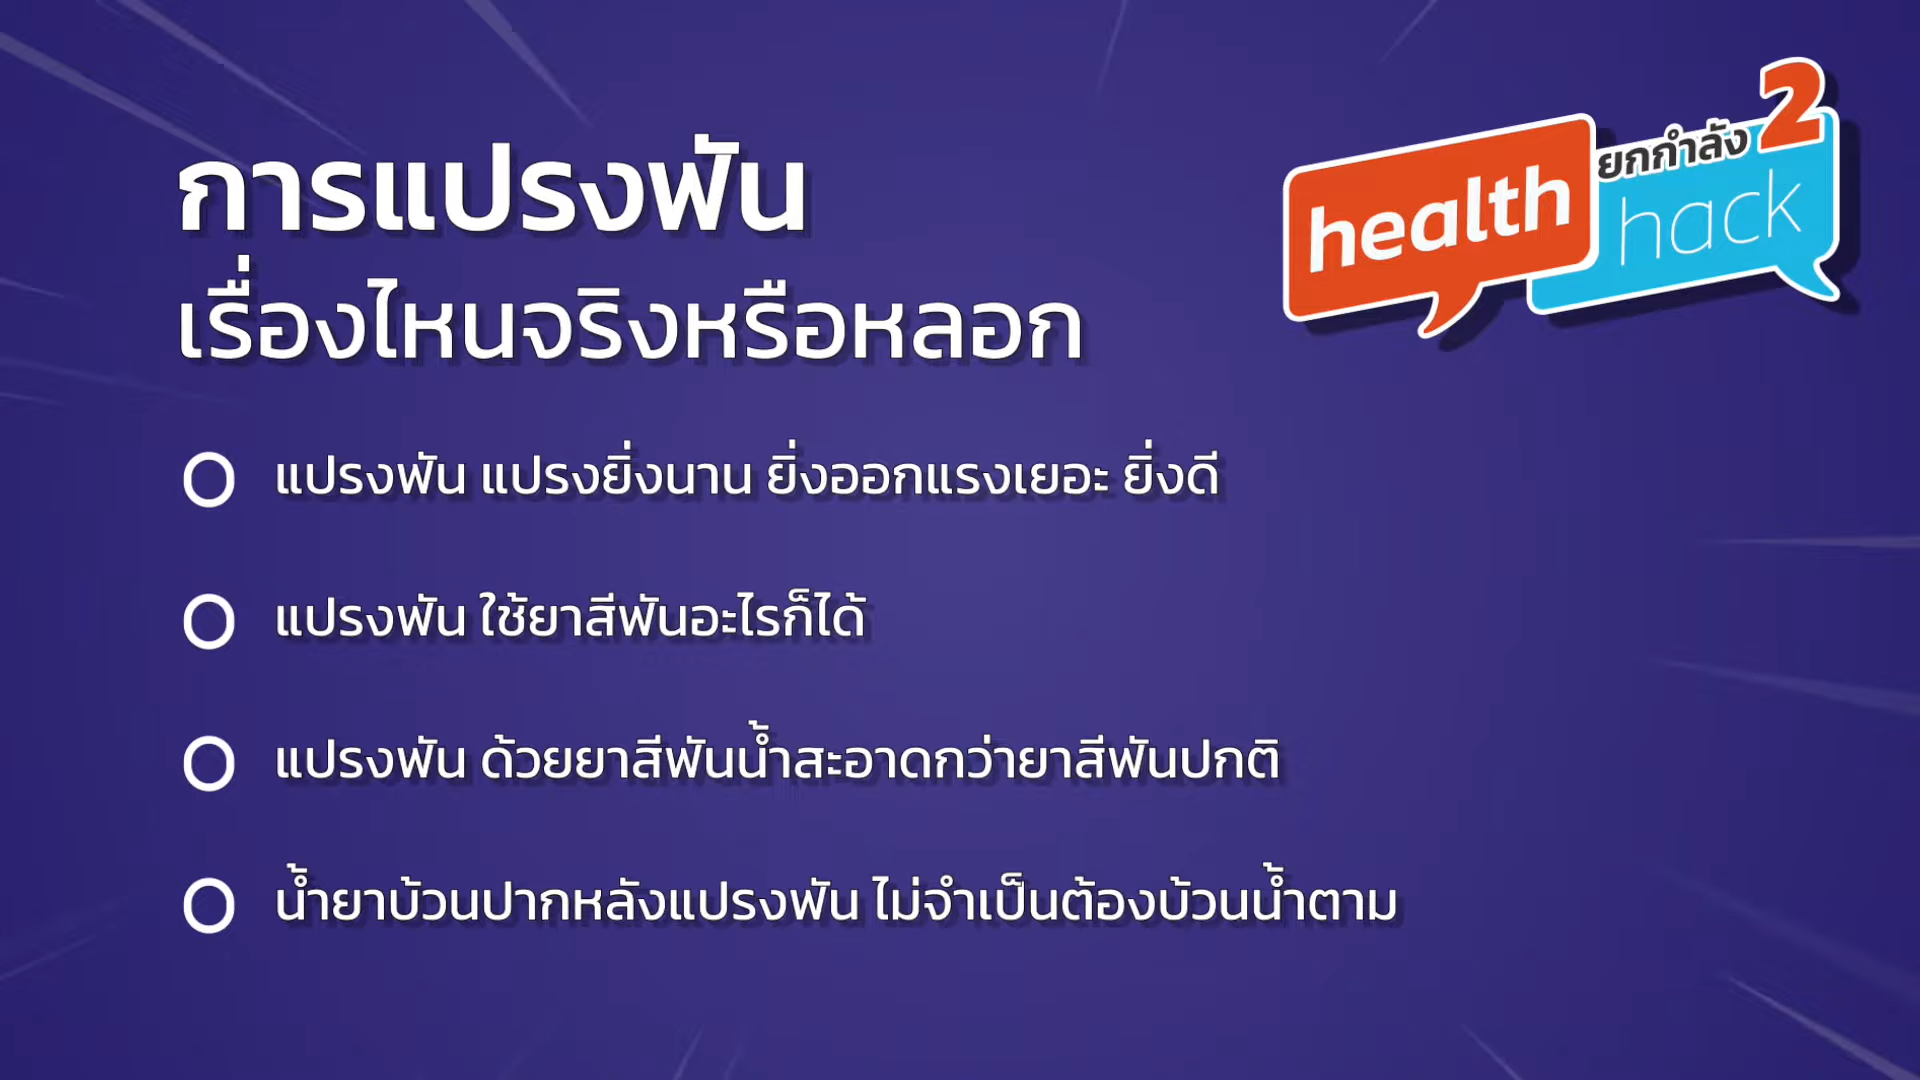 การแปรงฟัน
เรื่องไหนจริงหรือหลอก
health
ยกกำลัง 2
hack
แปรงฟัน แปรงยิ่งนาน ยิ่งออกแรงเยอะ ยิ่งดี
แปรงฟัน ใช้ยาสีฟันอะไรก็ได้
แปรงฟัน ด้วยยาสีฟันน้ำสะอาดกว่ายาสีฟันปกติ
น้ำยาบ้วนปากหลังแปรงฟัน ไม่จำเป็นต้องบ้วนน้ำตาม